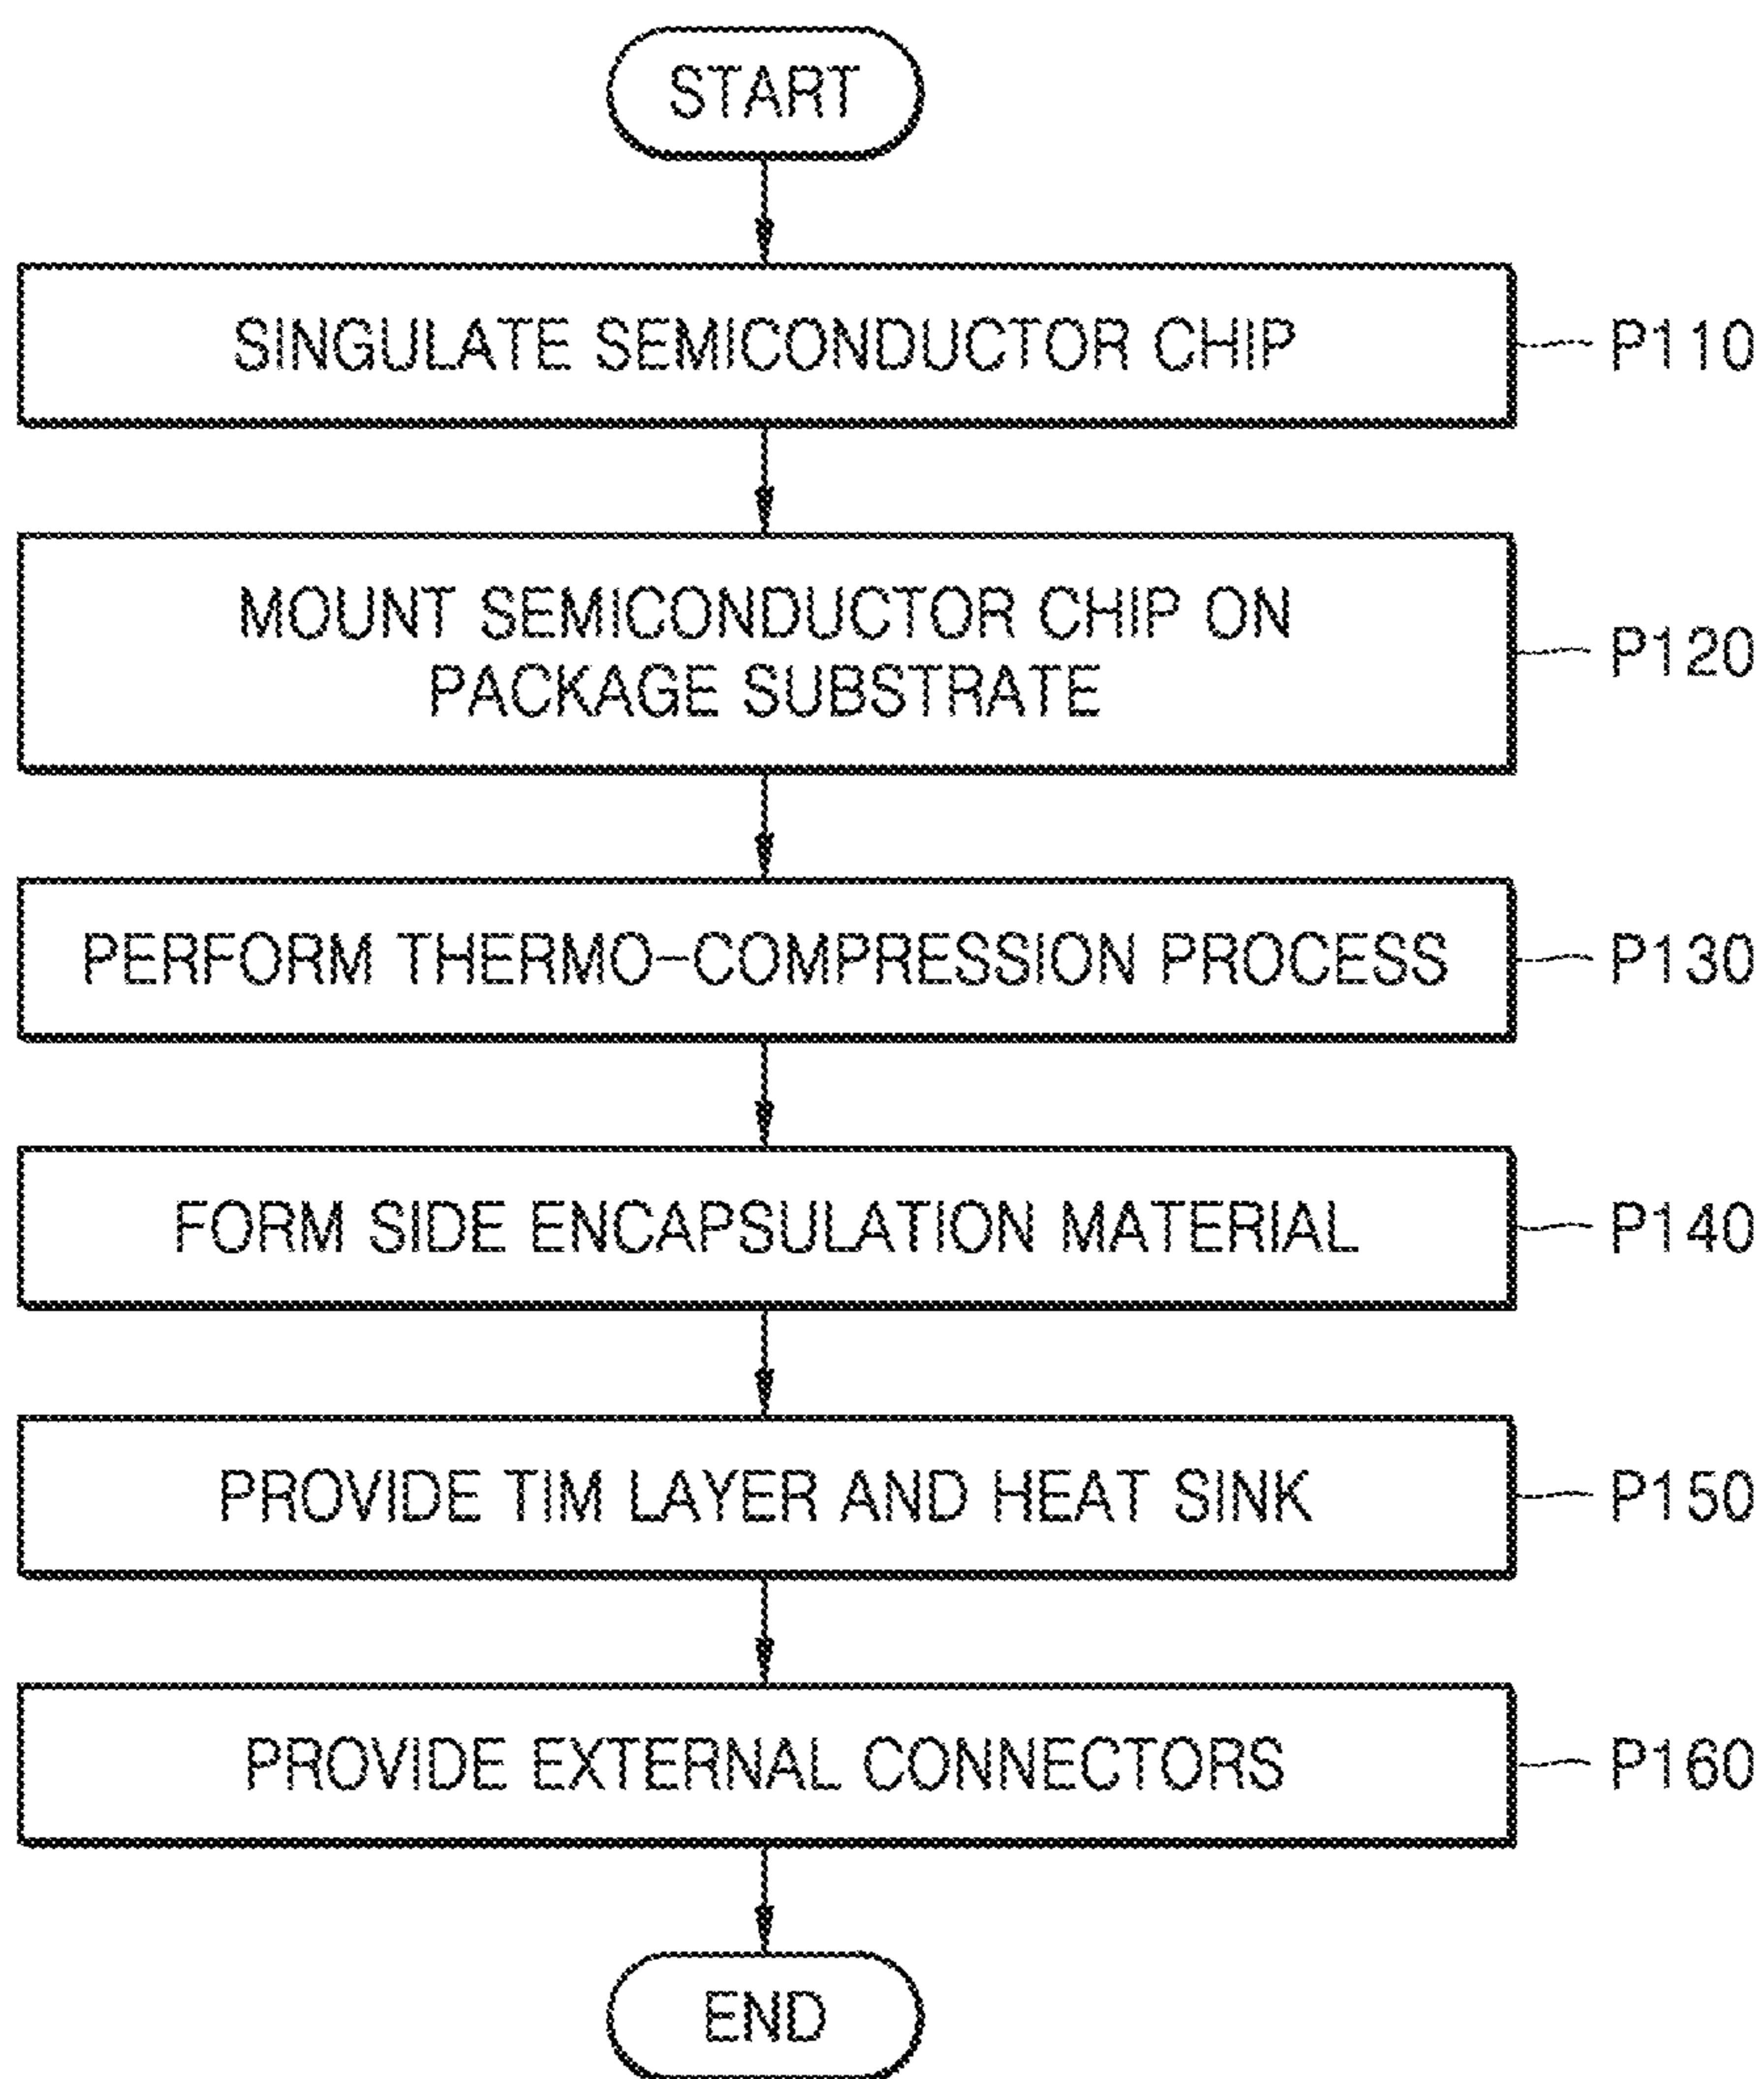 START
SINGULATE SEMICONDUCTOR CHIP
P110
MOUNT SEMICONDUCTOR CHIP ON
PACKAGE SUBSTRATE
P120
PERFORM THERMO-COMPRESSION PROCESS
P130
FORM SIDE ENCAPSULATION MATERIAL
P140
PROVIDE TIM LAYER AND HEAT SINK
P150
PROVIDE EXTERNAL CONNECTORS
P160
END